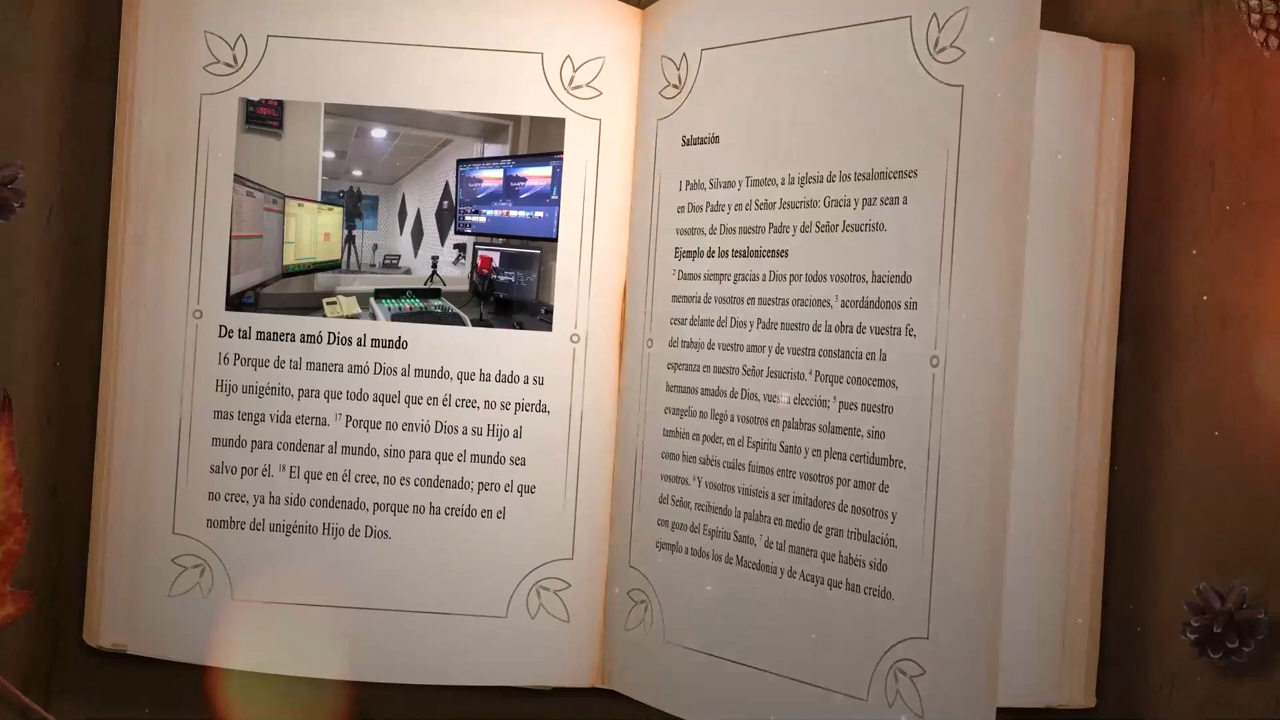 De tal manera amó Dios al mundo
16 Porque de tal manera amó Dios al mundo, que ha dado a su
Hijo unigénito, para que todo aquel que en él cree, no se pierda,
mas tenga vida eterna. 17 Porque no envió Dios a su Hijo al
mundo para condenar al mundo, sino para que el mundo sea
salvo por él. 18 El que en él cree, no es condenado; pero el que
no cree, ya ha sido condenado, porque no ha creído en el
nombre del unigénito Hijo de Dios.
Salutación
1 Pablo, Silvano y Timoteo, a la iglesia de los tesalonicenses
en Dios Padre y en el Señor Jesucristo: Gracia y paz sean a
vosotros, de Dios nuestro Padre y del Señor Jesucristo.
Ejemplo de los tesalonicenses
2 Damos siempre gracias a Dios por todos vosotros, haciendo
memoria de vosotros en nuestras oraciones, 3 acordándonos sin
cesar delante del Dios y Padre nuestro de la obra de vuestra fe,
del trabajo de vuestro amor y de vuestra constancia en la
esperanza en nuestro Señor Jesucristo. 4 Porque conocemos,
hermanos amados de Dios, vuestra elección; 5 pues nuestro
evangelio no llegó a vosotros en palabras solamente, sino
también en poder, en el Espíritu Santo y en plena certidumbre,
como bien sabéis cuáles fuimos entre vosotros por amor de
vosotros. 6 Y vosotros vinisteis a ser imitadores de nosotros y
del Señor, recibiendo la palabra en medio de gran tribulación,
con gozo del Espíritu Santo, 7 de tal manera que habéis sido
ejemplo a todos los de Macedonia y de Acaya que han creído.